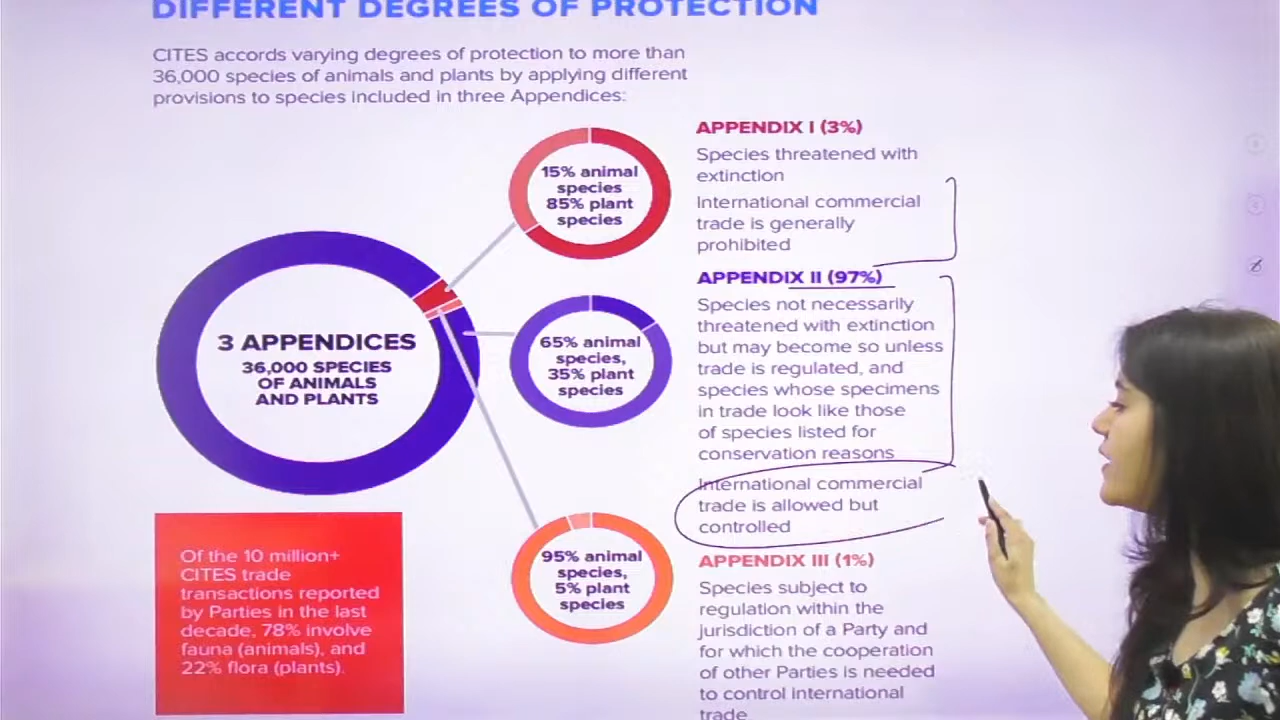 DIFFERENT DEGREES OF PROTECTION
CITES accords varying degrees of protection to more than
36,000 species of animals and plants by applying different
provisions to species included in three Appendices:
15% animal
species
85% plant
species
APPENDIX I (3%)
Species threatened with
extinction
International commercial
trade is generally
prohibited
3 APPENDICES
36,000 SPECIES
OF ANIMALS
AND PLANTS
65% animal
species,
35% plant
species
APPENDIX II (97%)
Species not necessarily
threatened with extinction
but may become so unless
trade is regulated, and
species whose specimens
in trade look like those
of species listed for
conservation reasons
International commercial
trade is allowed but
controlled
Of the 10 million+
CITES trade
transactions reported
by Parties in the last
decade, 78% involve
fauna (animals), and
22% flora (plants).
95% animal
species,
5% plant
species
APPENDIX III (1%)
Species subject to
regulation within the
jurisdiction of a Party and
for which the cooperation
of other Parties is needed
to control international
trade